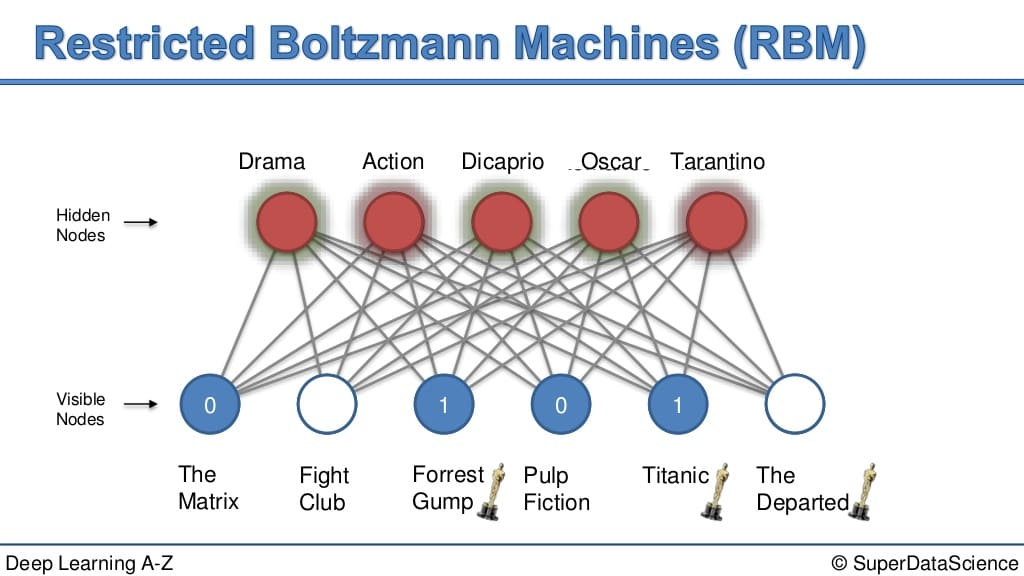 Restricted Boltzmann Machines (RBM)
Drama Action Dicaprio Oscar Tarantino
Hidden
Nodes
0 1 0 1
Visible
Nodes
The
Matrix
Fight
Club
Forrest
Gump
Pulp
Fiction
Titanic
The
Departed
Deep Learning A-Z
© SuperDataScience